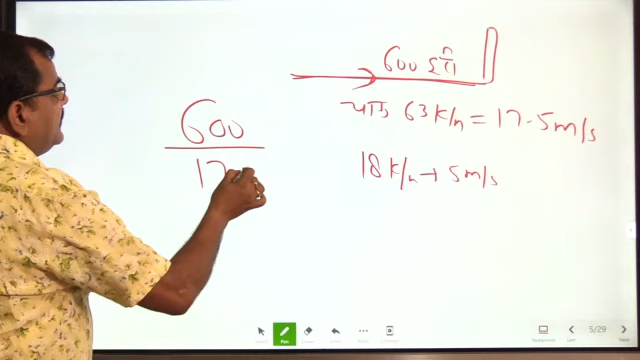 600 दूरी
चाल 63 k/h = 17.5 m/s
600
17
18 k/h → 5 m/s
5/29